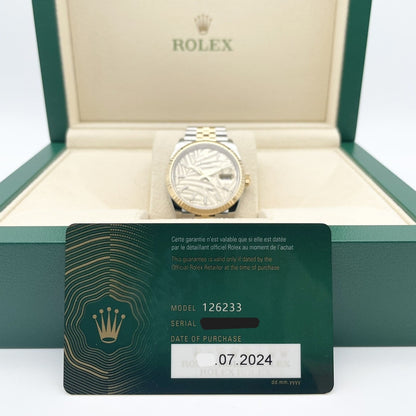 ROLEX
Cette garantie n'est valable que si elle est datée
par le détaillant officiel Rolex au moment de l'achat
This guarantee is valid only if dated by the
Official Rolex Retailer at the time of purchase
MODEL 126233
SERIAL
DATE OF PURCHASE
.07.2024
dd.mm.yyyy